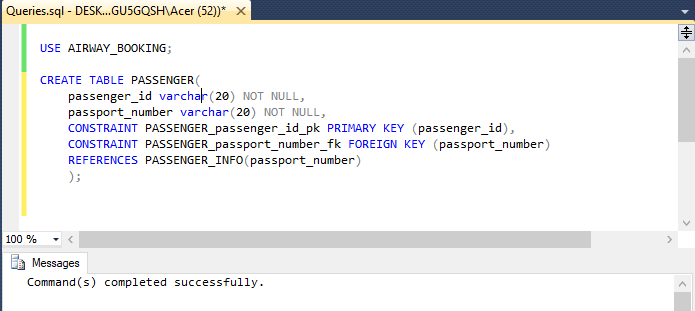 Queries.sql - DESK...GU5GQSH\Acer (52))*
USE AIRWAY_BOOKING;
CREATE TABLE PASSENGER(
passenger_id varchar(20) NOT NULL,
passport_number varchar(20) NOT NULL,
CONSTRAINT PASSENGER_passenger_id_pk PRIMARY KEY (passenger_id),
CONSTRAINT PASSENGER_passport_number_fk FOREIGN KEY (passport_number)
REFERENCES PASSENGER_INFO(passport_number)
);
100 %
Messages
Command(s) completed successfully.